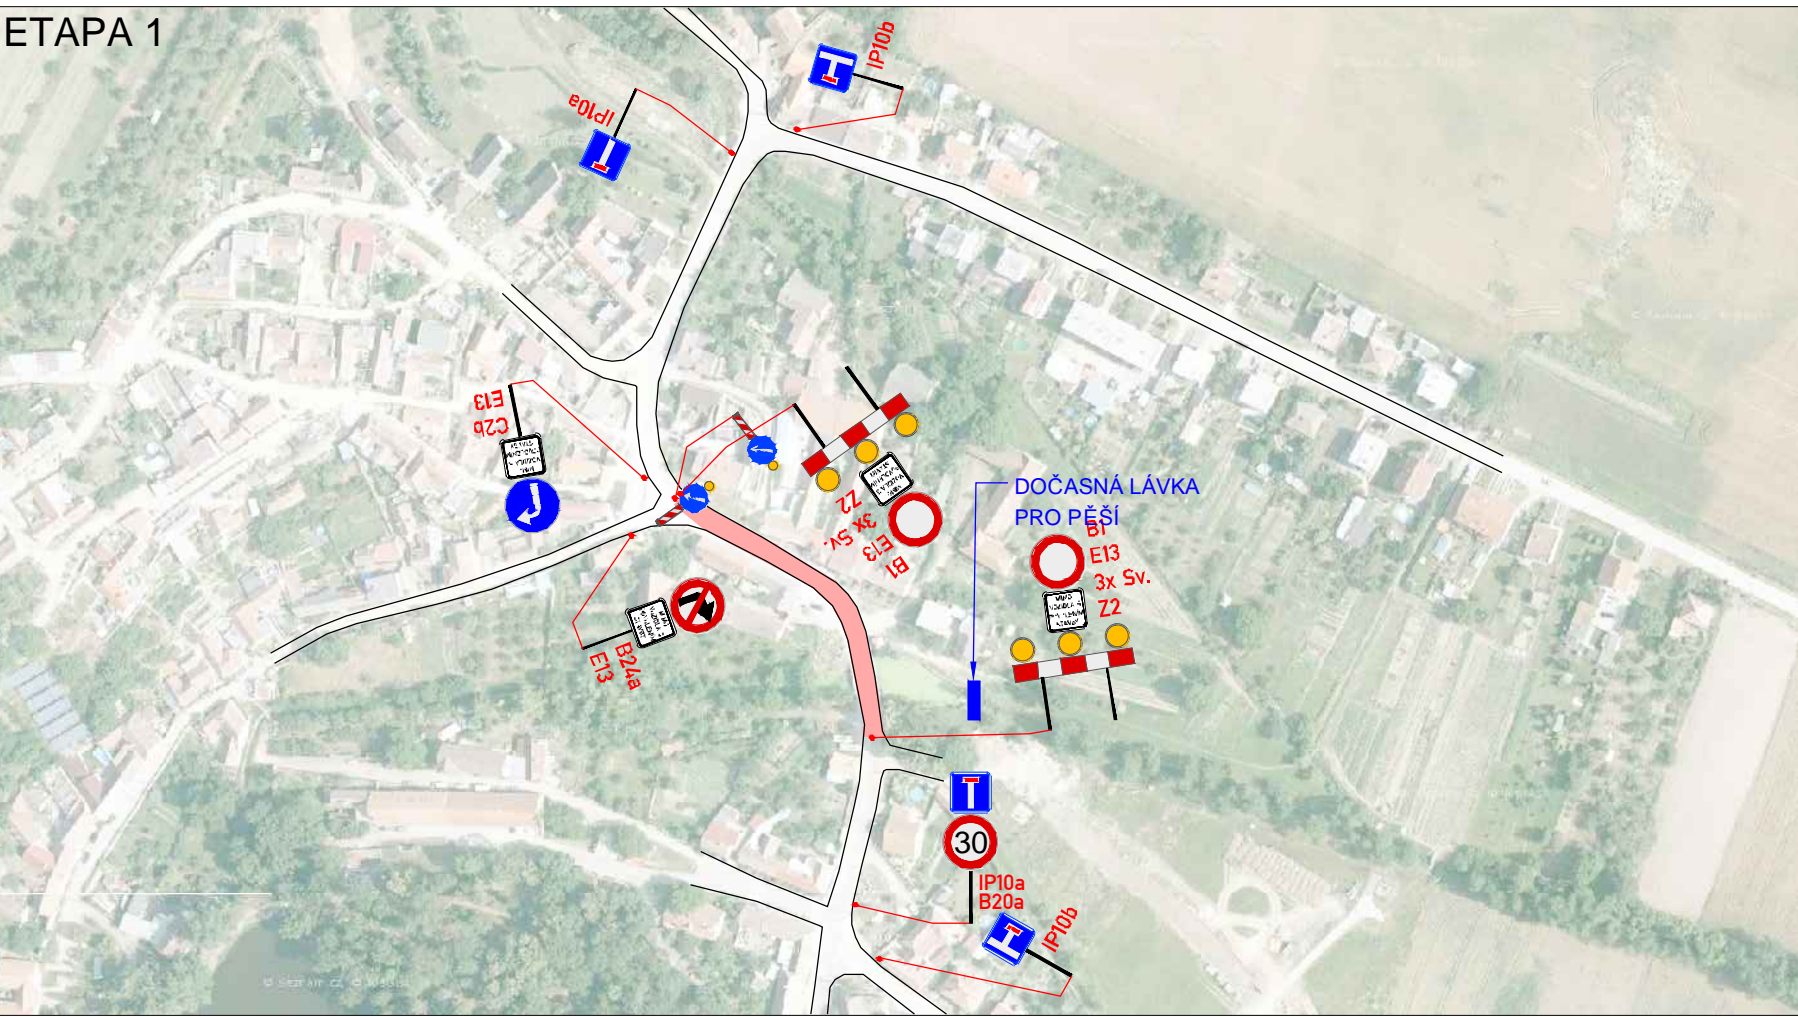 ETAPA 1
IP10b
IP10a
E13
C2b
Z2
3x Sv.
E13
B1
DOČASNÁ LÁVKA
PRO PĚŠÍ
B1
E13
3x Sv.
Z2
B24a
E13
30
IP10a
B20a
IP10b